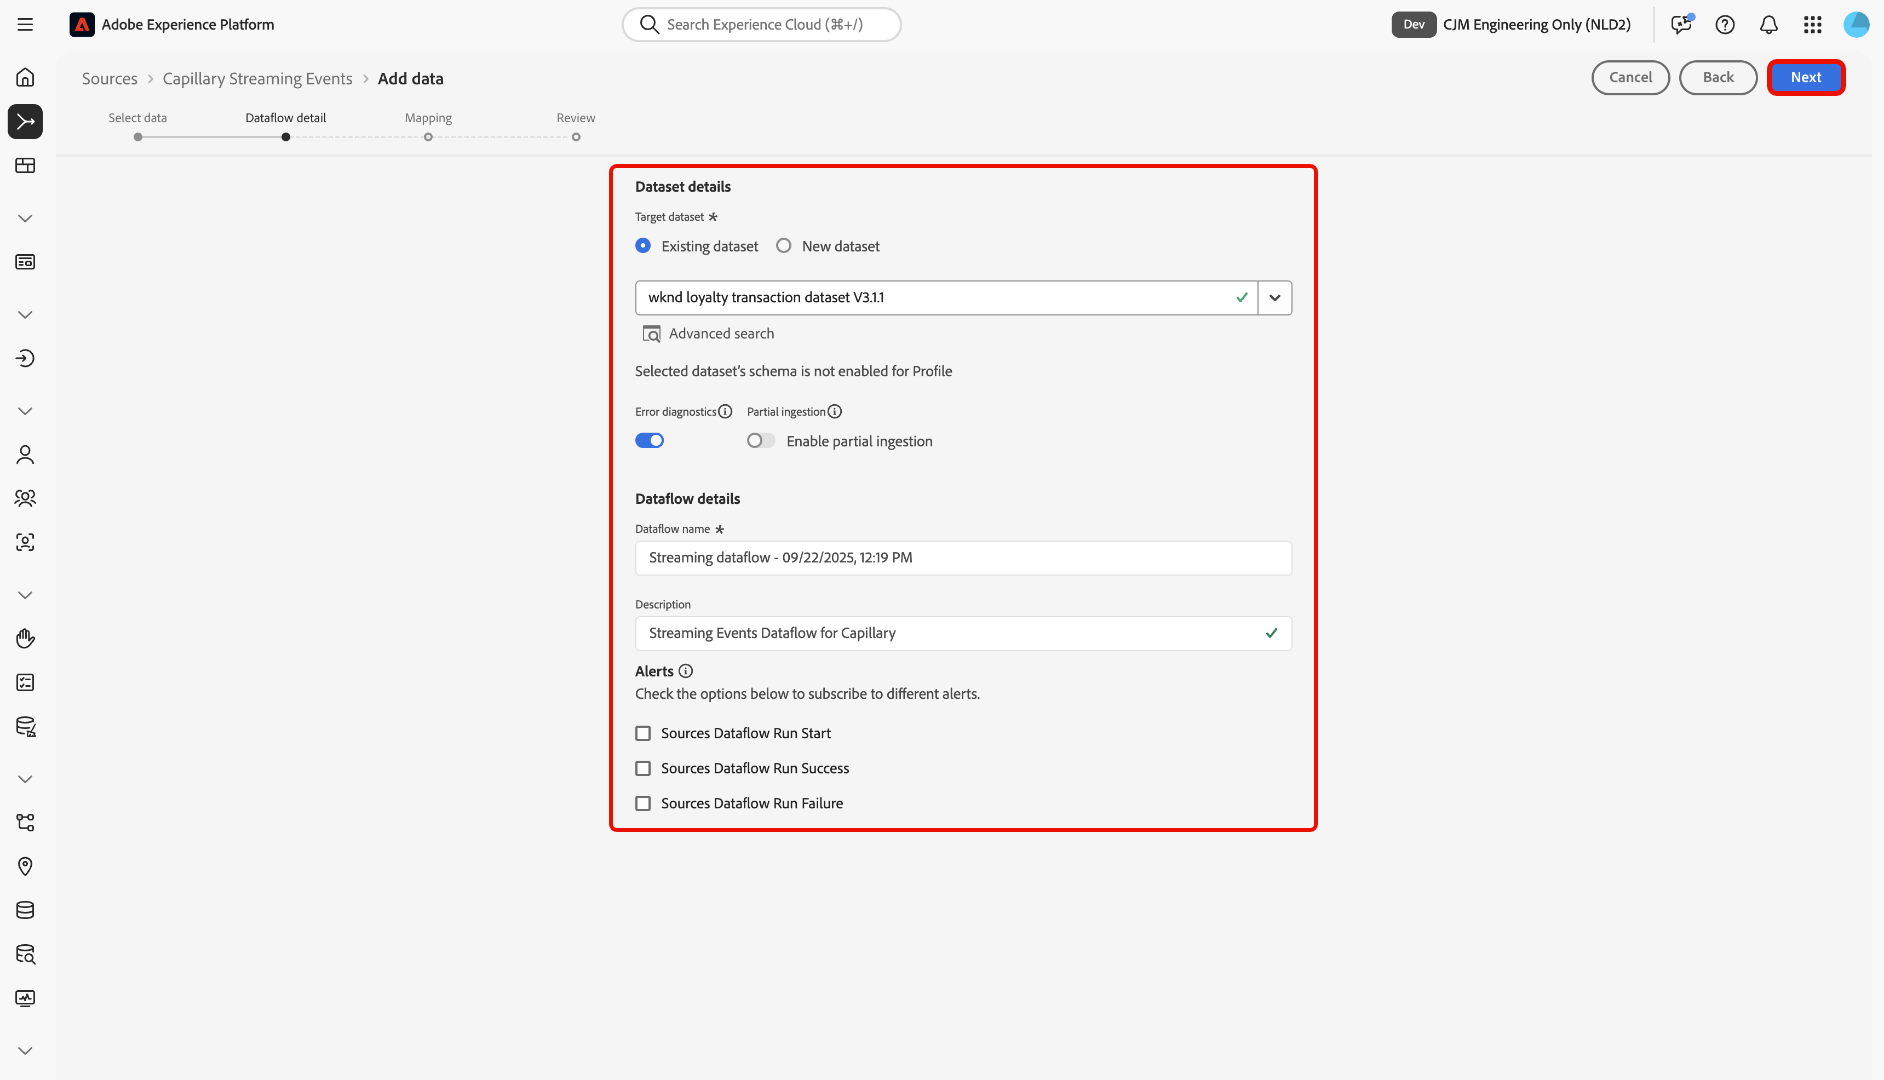 Adobe Experience Platform
Search Experience Cloud (⌘+/)
Dev CJM Engineering Only (NLD2)
Sources > Capillary Streaming Events > Add data
Cancel Back Next
Select data Dataflow detail Mapping Review
Dataset details
Target dataset *
Existing dataset New dataset
wknd loyalty transaction dataset V3.1.1
Advanced search
Selected dataset's schema is not enabled for Profile
Error diagnostics Partial ingestion
Enable partial ingestion
Dataflow details
Dataflow name *
Streaming dataflow - 09/22/2025, 12:19 PM
Description
Streaming Events Dataflow for Capillary
Alerts
Check the options below to subscribe to different alerts.
Sources Dataflow Run Start
Sources Dataflow Run Success
Sources Dataflow Run Failure